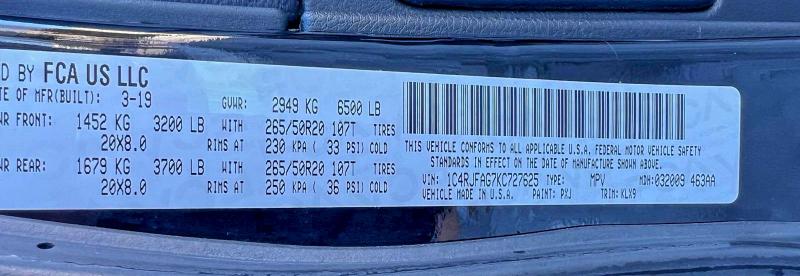 D BY FCA US LLC
TE OF MFR(BUILT): 3-19 GVWR: 2949 KG 6500 LB
WR FRONT: 1452 KG 3200 LB WITH 265/50R20 107T TIRES
20X8.0 RIMS AT 230 KPA ( 33 PSI) COLD
WR REAR: 1679 KG 3700 LB WITH 265/50R20 107T TIRES
20X8.0 RIMS AT 250 KPA ( 36 PSI) COLD
THIS VEHICLE CONFORMS TO ALL APPLICABLE U.S.A. FEDERAL MOTOR VEHICLE SAFETY
STANDARDS IN EFFECT ON THE DATE OF MANUFACTURE SHOWN ABOVE.
VIN: 1C4RJFAG7KC727625 TYPE: MPV MDH: 032009 463AA
VEHICLE MADE IN U.S.A. PAINT: PXJ TRIM: KLX9